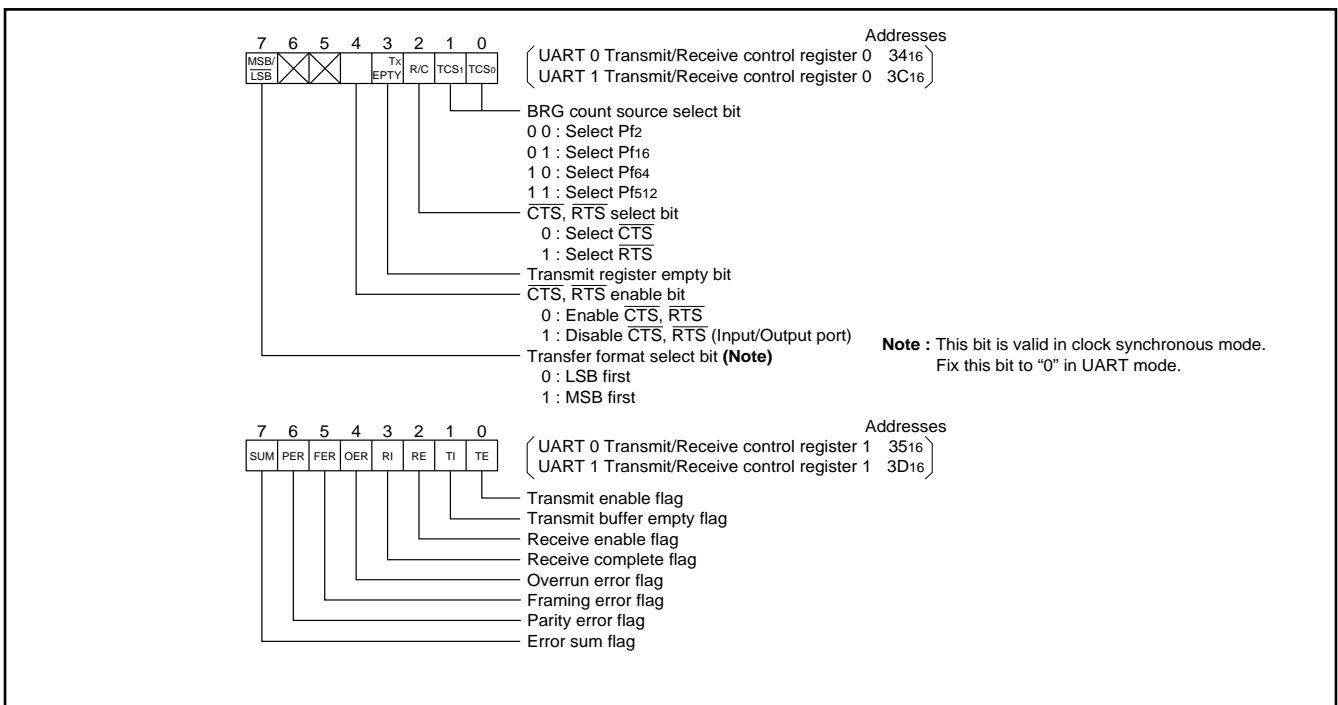 Addresses
7 6 5 4 3 2 1 0
MSB/LSB TX EPTY R/C TCS1 TCS0
UART 0 Transmit/Receive control register 0 3416
UART 1 Transmit/Receive control register 0 3C16
BRG count source select bit
0 0 : Select Pf2
0 1 : Select Pf16
1 0 : Select Pf64
1 1 : Select Pf512
CTS, RTS select bit
0 : Select CTS
1 : Select RTS
Transmit register empty bit
CTS, RTS enable bit
0 : Enable CTS, RTS
1 : Disable CTS, RTS (Input/Output port)
Transfer format select bit (Note)
0 : LSB first
1 : MSB first
Note : This bit is valid in clock synchronous mode.
Fix this bit to “0” in UART mode.
Addresses
7 6 5 4 3 2 1 0
SUM PER FER OER RI RE TI TE
UART 0 Transmit/Receive control register 1 3516
UART 1 Transmit/Receive control register 1 3D16
Transmit enable flag
Transmit buffer empty flag
Receive enable flag
Receive complete flag
Overrun error flag
Framing error flag
Parity error flag
Error sum flag